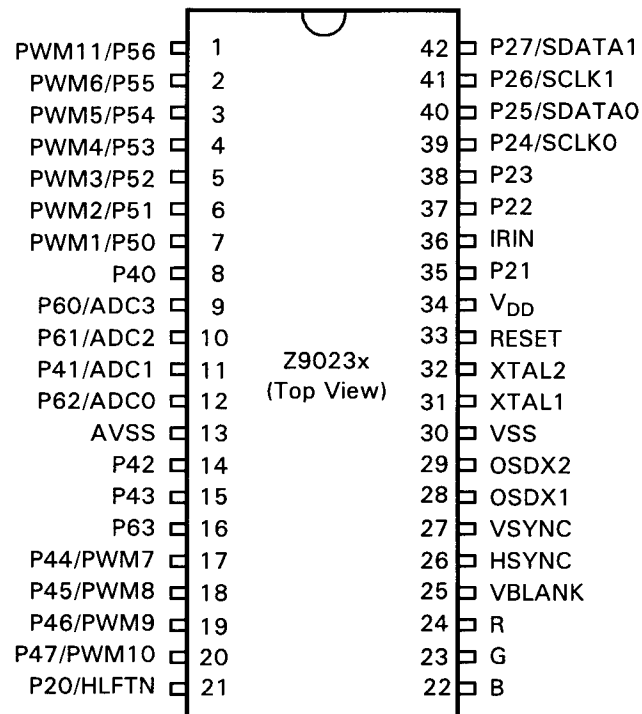 PWM11/P56 1 42 P27/SDATA1
PWM6/P55 2 41 P26/SCLK1
PWM5/P54 3 40 P25/SDATA0
PWM4/P53 4 39 P24/SCLK0
PWM3/P52 5 38 P23
PWM2/P51 6 37 P22
PWM1/P50 7 36 IRIN
P40 8 35 P21
P60/ADC3 9 34 VDD
P61/ADC2 10 33 RESET
P41/ADC1 11 32 XTAL2
P62/ADC0 12 31 XTAL1
Z9023x
(Top View)
AVSS 13 30 VSS
P42 14 29 OSDX2
P43 15 28 OSDX1
P63 16 27 VSYNC
P44/PWM7 17 26 HSYNC
P45/PWM8 18 25 VBLANK
P46/PWM9 19 24 R
P47/PWM10 20 23 G
P20/HLFTN 21 22 B